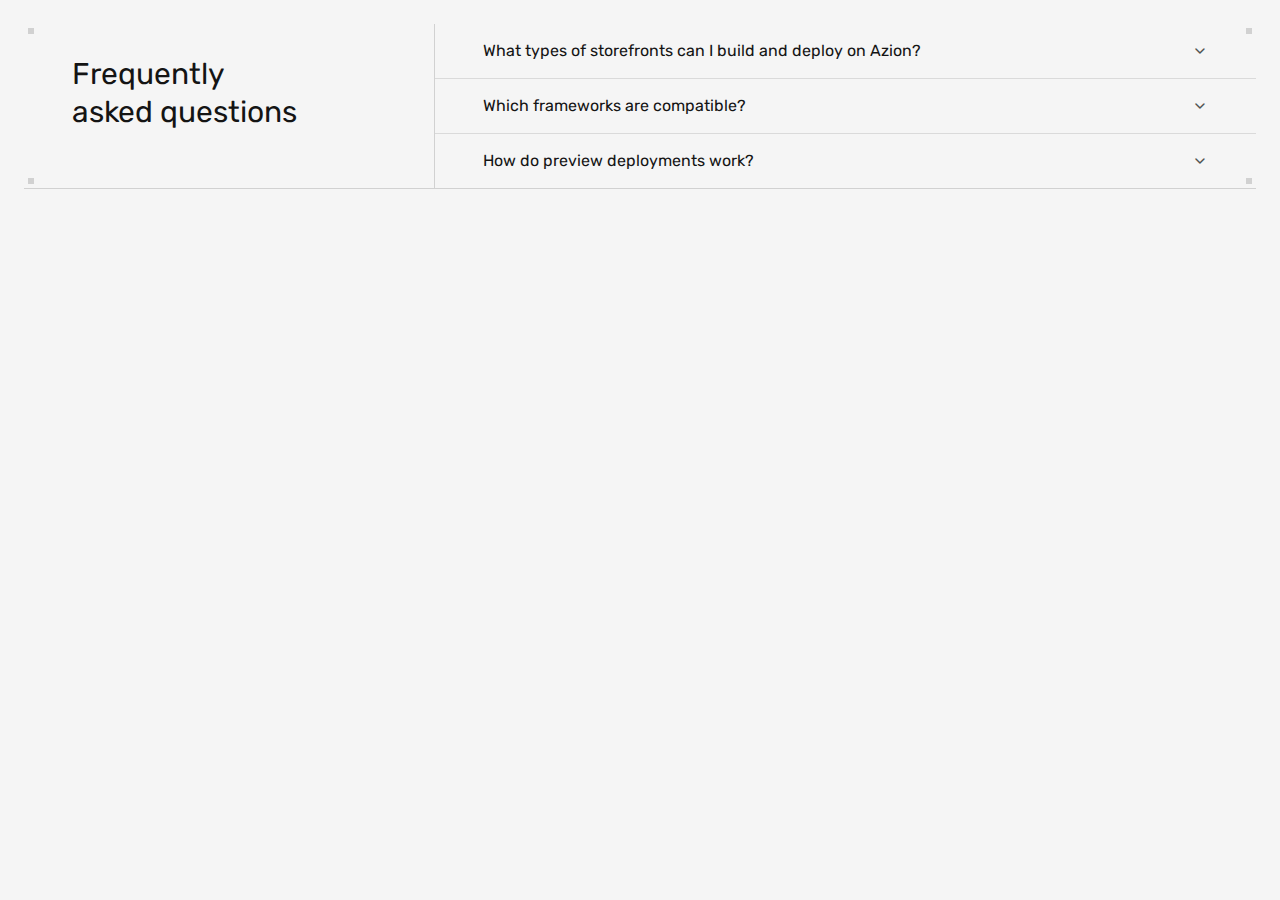 Frequently
asked questions
What types of storefronts can I build and deploy on Azion?
Which frameworks are compatible?
How do preview deployments work?